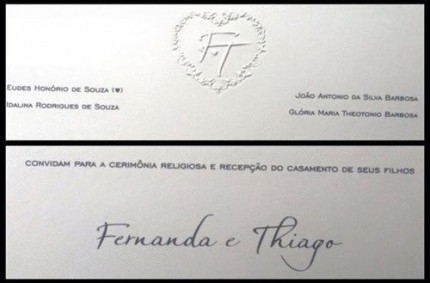 FT
Eudes Honório de Souza (♥)
Idalina Rodrigues de Souza
João Antonio da Silva Barbosa
Glória Maria Theotonio Barbosa
CONVIDAM PARA A CERIMÔNIA RELIGIOSA E RECEPÇÃO DO CASAMENTO DE SEUS FILHOS
Fernanda e Thiago